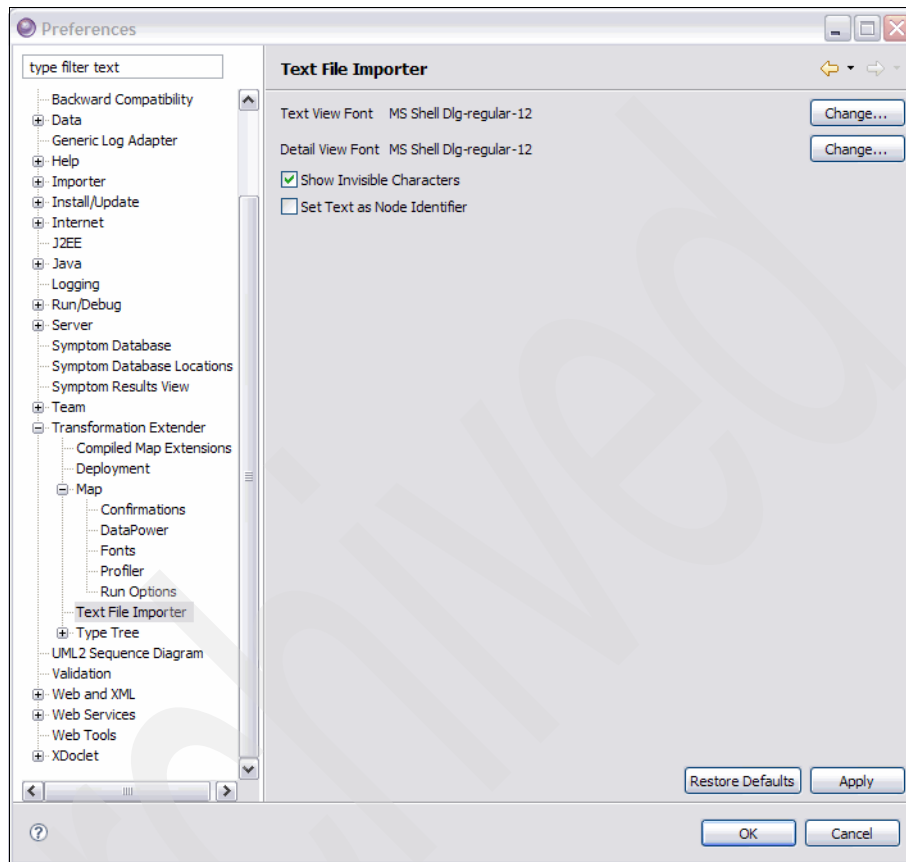 Preferences
type filter text
Backward Compatibility
Data
Generic Log Adapter
Help
Importer
Install/Update
Internet
J2EE
Java
Logging
Run/Debug
Server
Symptom Database
Symptom Database Locations
Symptom Results View
Team
Transformation Extender
Compiled Map Extensions
Deployment
Map
Confirmations
DataPower
Fonts
Profiler
Run Options
Text File Importer
Type Tree
UML2 Sequence Diagram
Validation
Web and XML
Web Services
Web Tools
XDoclet
Text File Importer
Text View Font MS Shell Dlg-regular-12 Change...
Detail View Font MS Shell Dlg-regular-12 Change...
Show Invisible Characters
Set Text as Node Identifier
Restore Defaults Apply
? OK Cancel